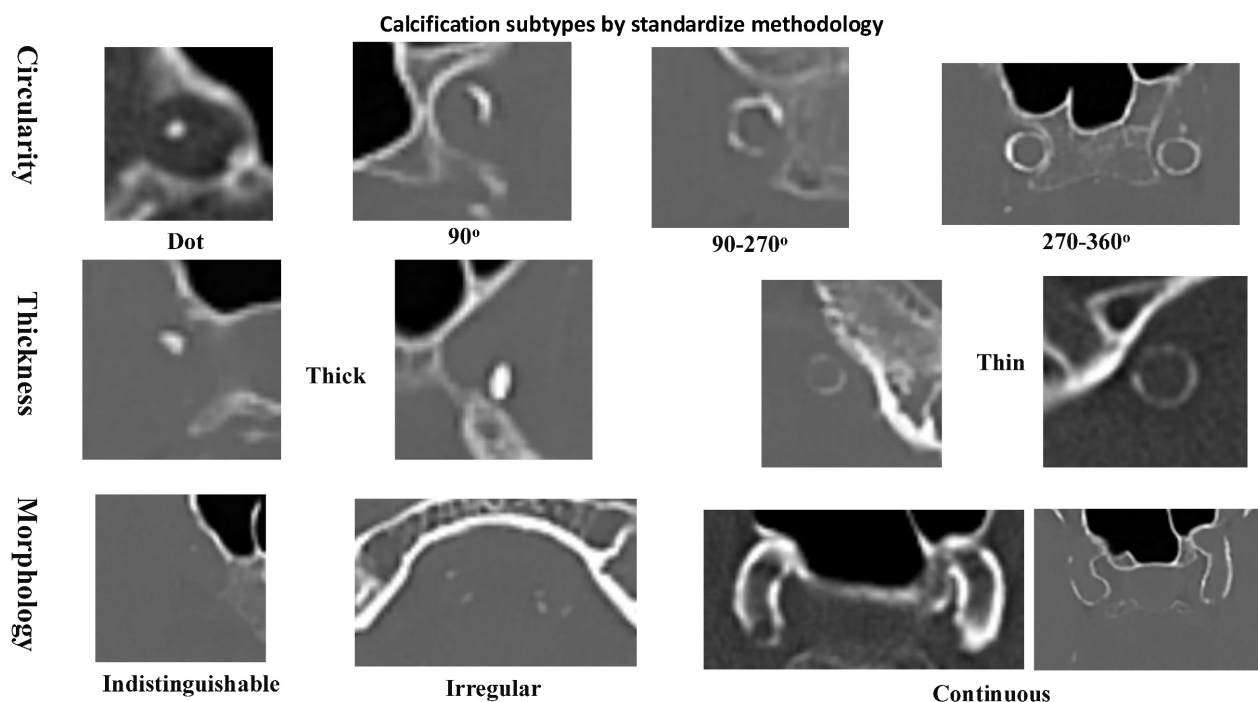 Calcification subtypes by standardize methodology
Circularity
Dot
90º
90-270º
270-360º
Thickness
Thick
Thin
Morphology
Indistinguishable
Irregular
Continuous